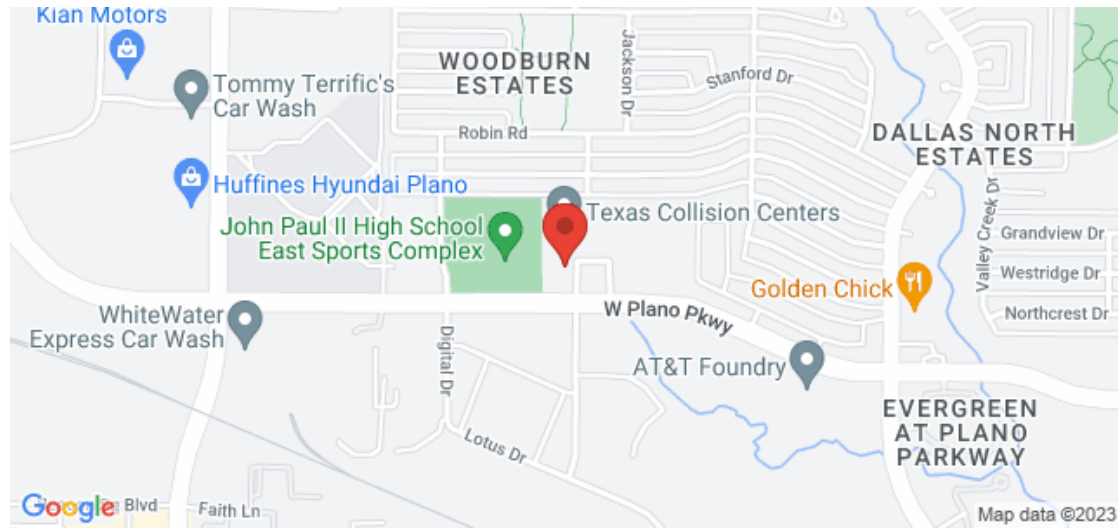 Kian Motors
Tommy Terrific's
Car Wash
WOODBURN
ESTATES
Jackson Dr
Stanford Dr
Robin Rd
DALLAS NORTH
ESTATES
Huffines Hyundai Plano
Texas Collision Centers
John Paul II High School
East Sports Complex
Valley Creek Dr
Grandview Dr
Westridge Dr
Northcrest Dr
Golden Chick
WhiteWater
Express Car Wash
W Plano Pkwy
Digital Dr
AT&T Foundry
EVERGREEN
AT PLANO
PARKWAY
Lotus Dr
Google
Blvd
Faith Ln
Map data ©2023